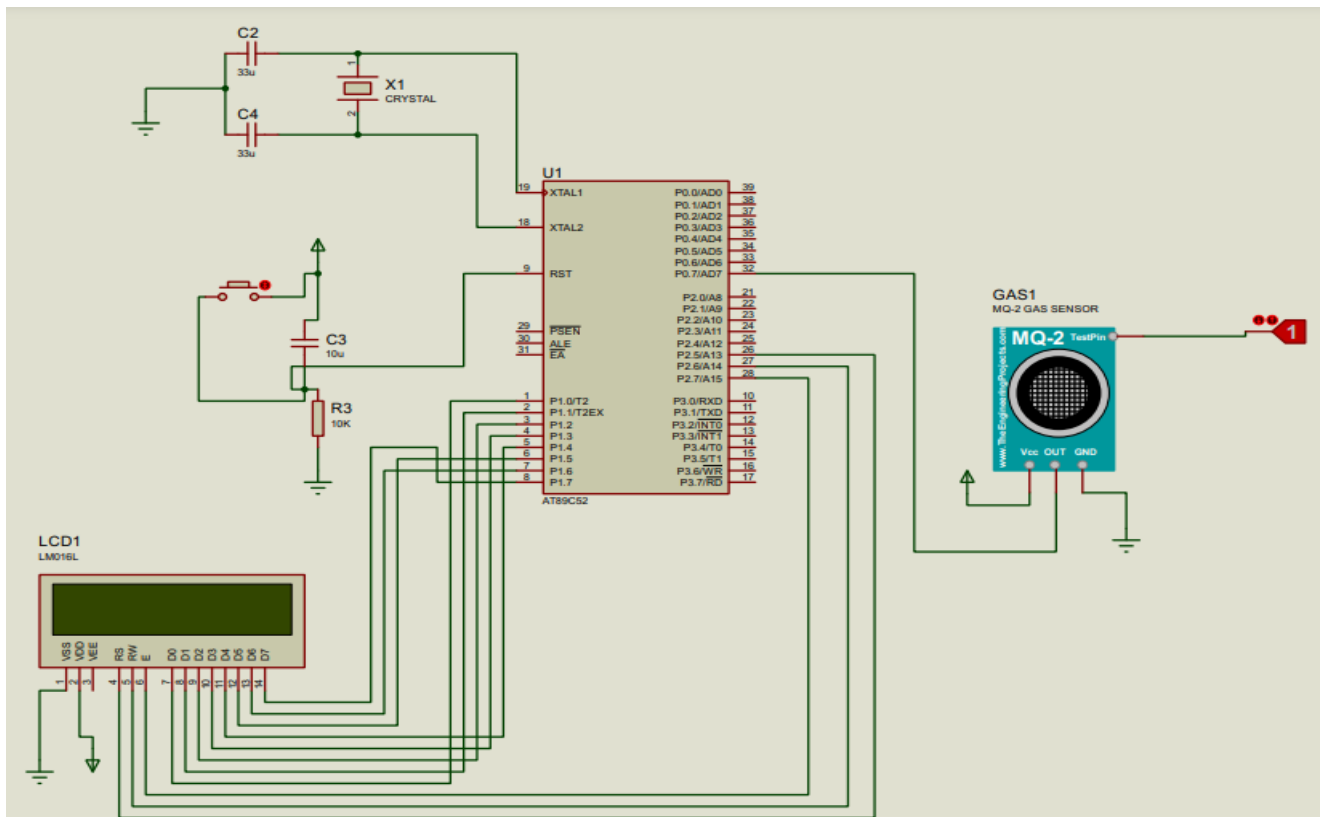 C2
33u
1
X1
CRYSTAL
2
C4
33u
U1
19 XTAL1
18 XTAL2
9 RST
29 PSEN
30 ALE
31 EA
1 P1.0/T2
2 P1.1/T2EX
3 P1.2
4 P1.3
5 P1.4
6 P1.5
7 P1.6
8 P1.7
P0.0/AD0 39
P0.1/AD1 38
P0.2/AD2 37
P0.3/AD3 36
P0.4/AD4 35
P0.5/AD5 34
P0.6/AD6 33
P0.7/AD7 32
P2.0/A8 21
P2.1/A9 22
P2.2/A10 23
P2.3/A11 24
P2.4/A12 25
P2.5/A13 26
P2.6/A14 27
P2.7/A15 28
P3.0/RXD 10
P3.1/TXD 11
P3.2/INT0 12
P3.3/INT1 13
P3.4/T0 14
P3.5/T1 15
P3.6/WR 16
P3.7/RD 17
AT89C52
C3
10u
R3
10K
GAS1
MQ-2 GAS SENSOR
MQ-2 TestPin
www.TheEngineeringProjects.com
Vcc OUT GND
1
LCD1
LM016L
VSS VDD VEE RS RW E D0 D1 D2 D3 D4 D5 D6 D7
1 2 3 4 5 6 7 8 9 10 11 12 13 14